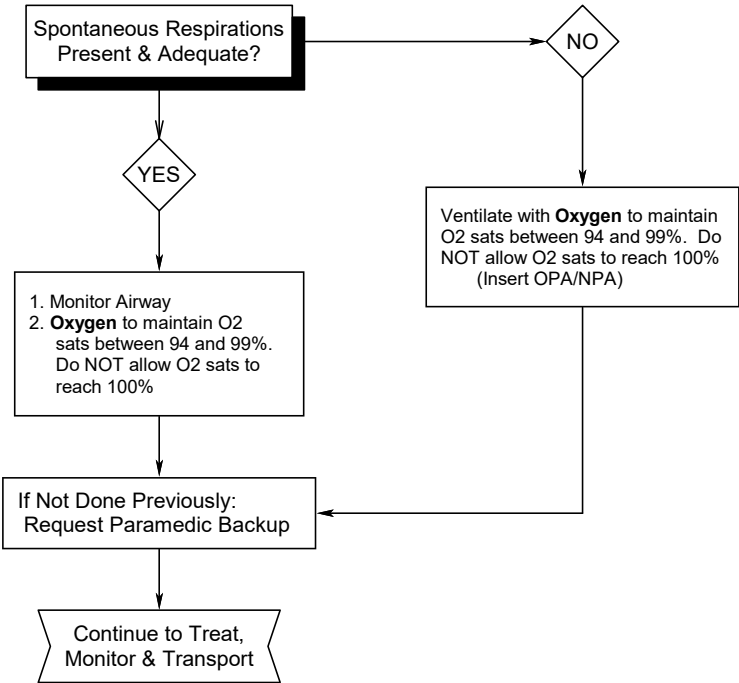 Spontaneous Respirations
Present & Adequate?
NO
YES
Ventilate with Oxygen to maintain
O2 sats between 94 and 99%. Do
NOT allow O2 sats to reach 100%
(Insert OPA/NPA)
1. Monitor Airway
2. Oxygen to maintain O2
sats between 94 and 99%.
Do NOT allow O2 sats to
reach 100%
If Not Done Previously:
Request Paramedic Backup
Continue to Treat,
Monitor & Transport